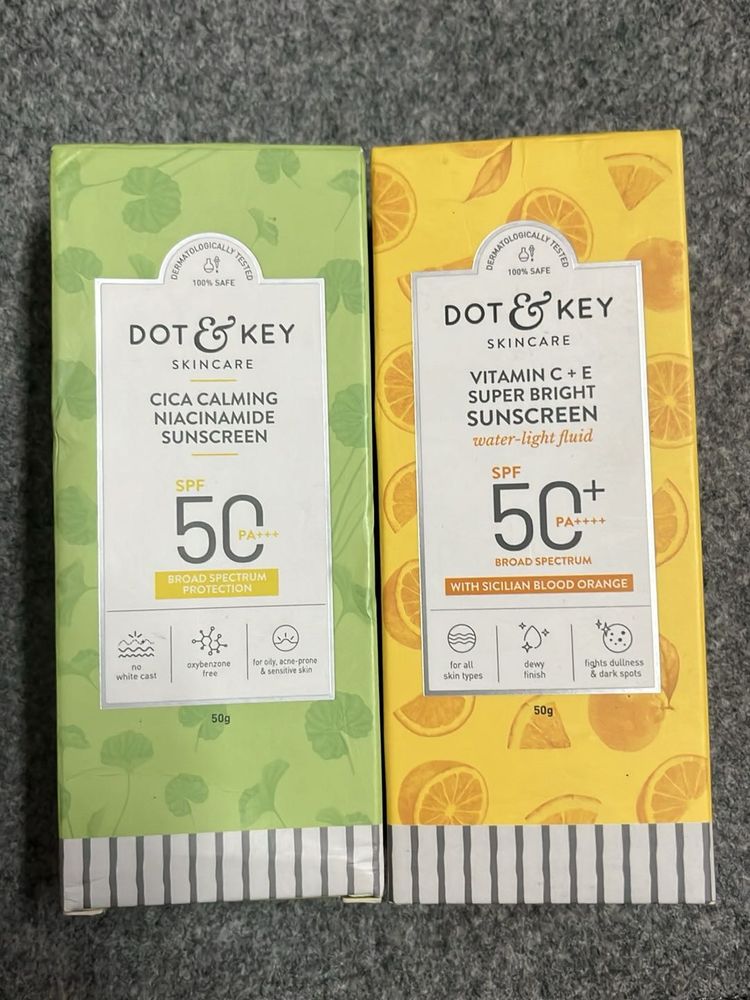 DERMATOLOGICALLY TESTED
100% SAFE
DOT & KEY
SKINCARE
CICA CALMING
NIACINAMIDE
SUNSCREEN
SPF
50
PA+++
BROAD SPECTRUM
PROTECTION
no
white cast
oxybenzone
free
for oily, acne-prone
& sensitive skin
50g
DERMATOLOGICALLY TESTED
100% SAFE
DOT & KEY
SKINCARE
VITAMIN C + E
SUPER BRIGHT
SUNSCREEN
water-light fluid
SPF
50+
PA++++
BROAD SPECTRUM
WITH SICILIAN BLOOD ORANGE
for all
skin types
dewy
finish
fights dullness
& dark spots
50g